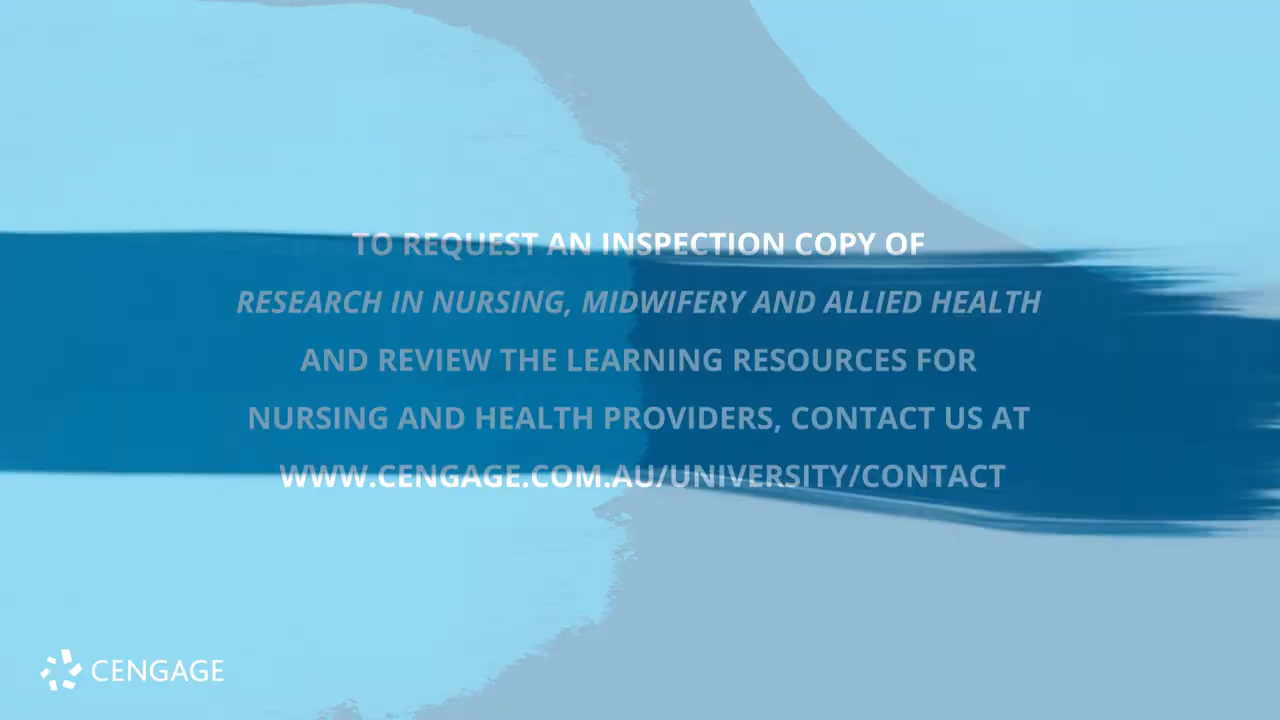 TO REQUEST AN INSPECTION COPY OF
RESEARCH IN NURSING, MIDWIFERY AND ALLIED HEALTH
AND REVIEW THE LEARNING RESOURCES FOR
NURSING AND HEALTH PROVIDERS, CONTACT US AT
WWW.CENGAGE.COM.AU/UNIVERSITY/CONTACT
CENGAGE